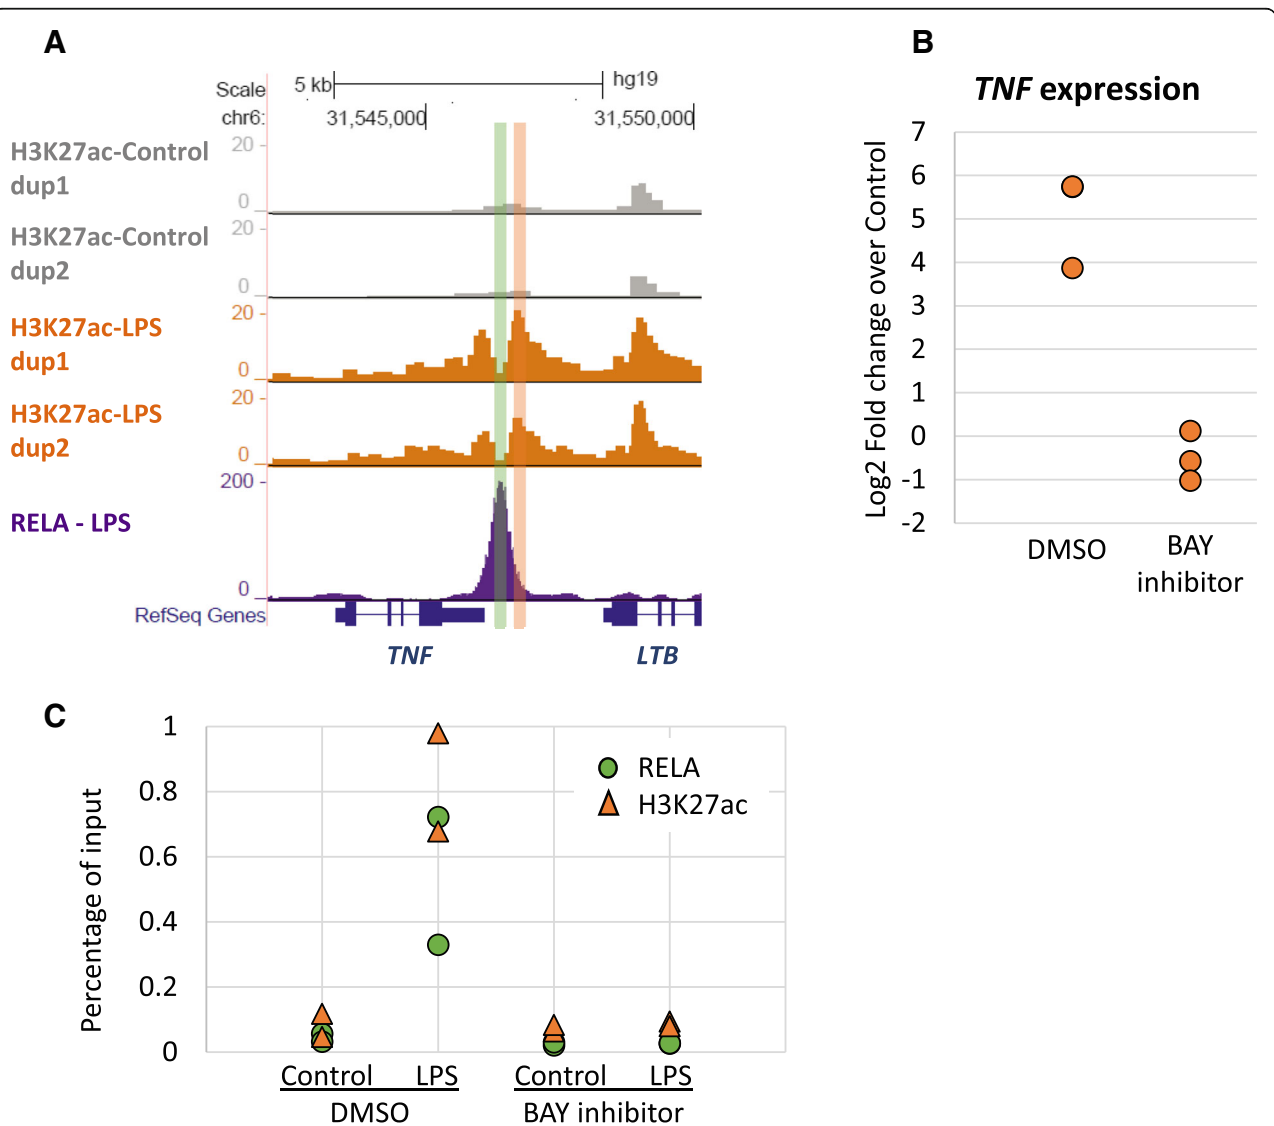 A
Scale
5 kb
hg19
chr6:
31,545,000
31,550,000
H3K27ac-Control
dup1
20
0
H3K27ac-Control
dup2
20
0
H3K27ac-LPS
dup1
20
0
H3K27ac-LPS
dup2
20
0
RELA - LPS
200
0
RefSeq Genes
TNF
LTB
B
TNF expression
Log2 Fold change over Control
7
6
5
4
3
2
1
0
-1
-2
DMSO
BAY
inhibitor
C
Percentage of input
1
0.8
0.6
0.4
0.2
0
RELA
H3K27ac
Control LPS Control LPS
DMSO BAY inhibitor